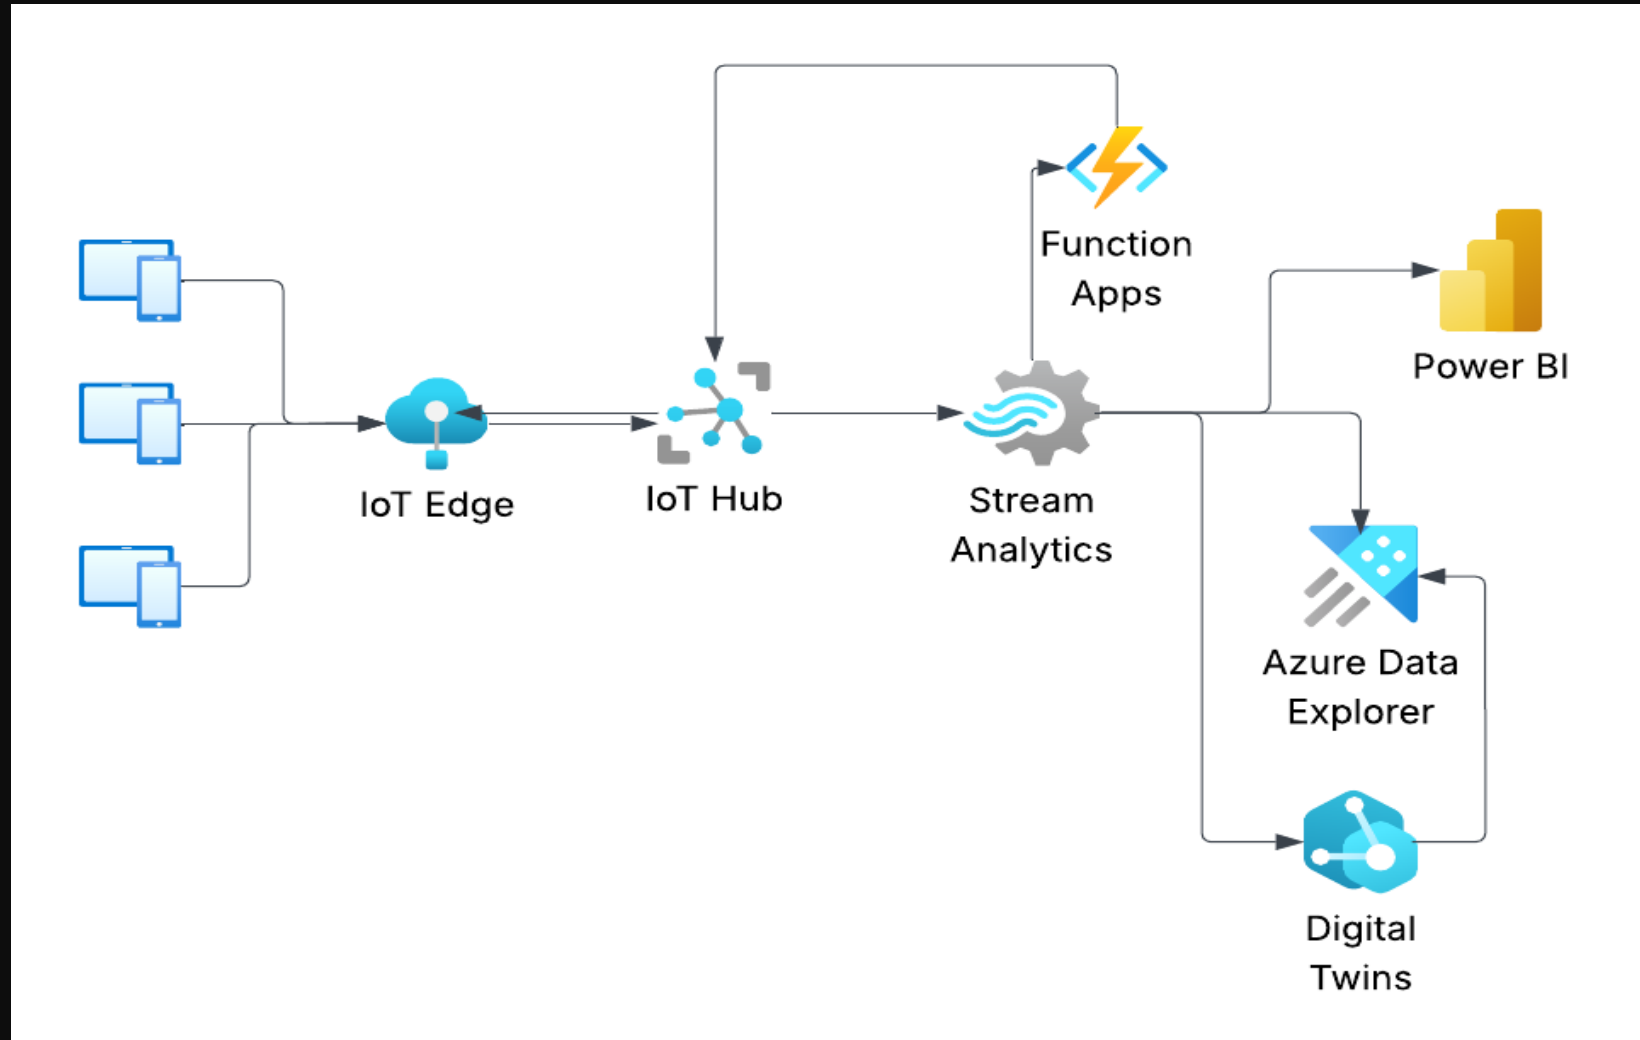 Function
Apps
Power BI
IoT Edge
IoT Hub
Stream
Analytics
Azure Data
Explorer
Digital
Twins